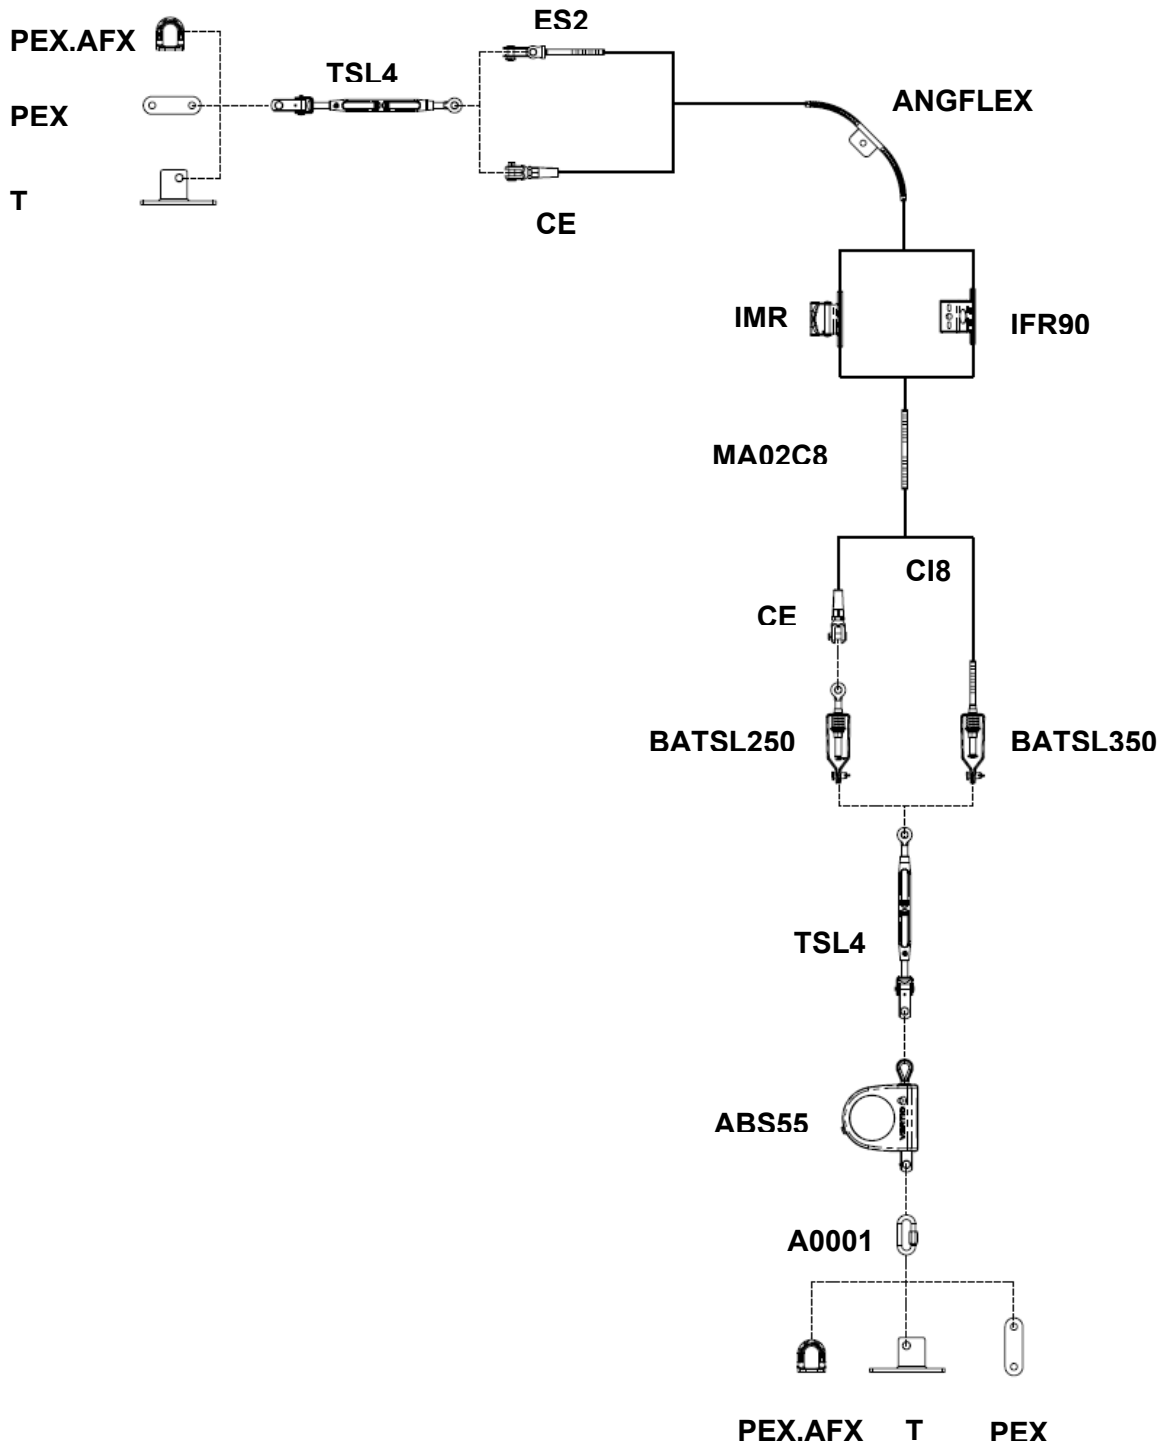 ES2
PEX.AFX
TSL4
PEX
ANGFLEX
T
CE
IMR
IFR90
MA02C8
CI8
CE
BATSL250
BATSL350
TSL4
ABS55
VERTIC
A0001
PEX.AFX T PEX